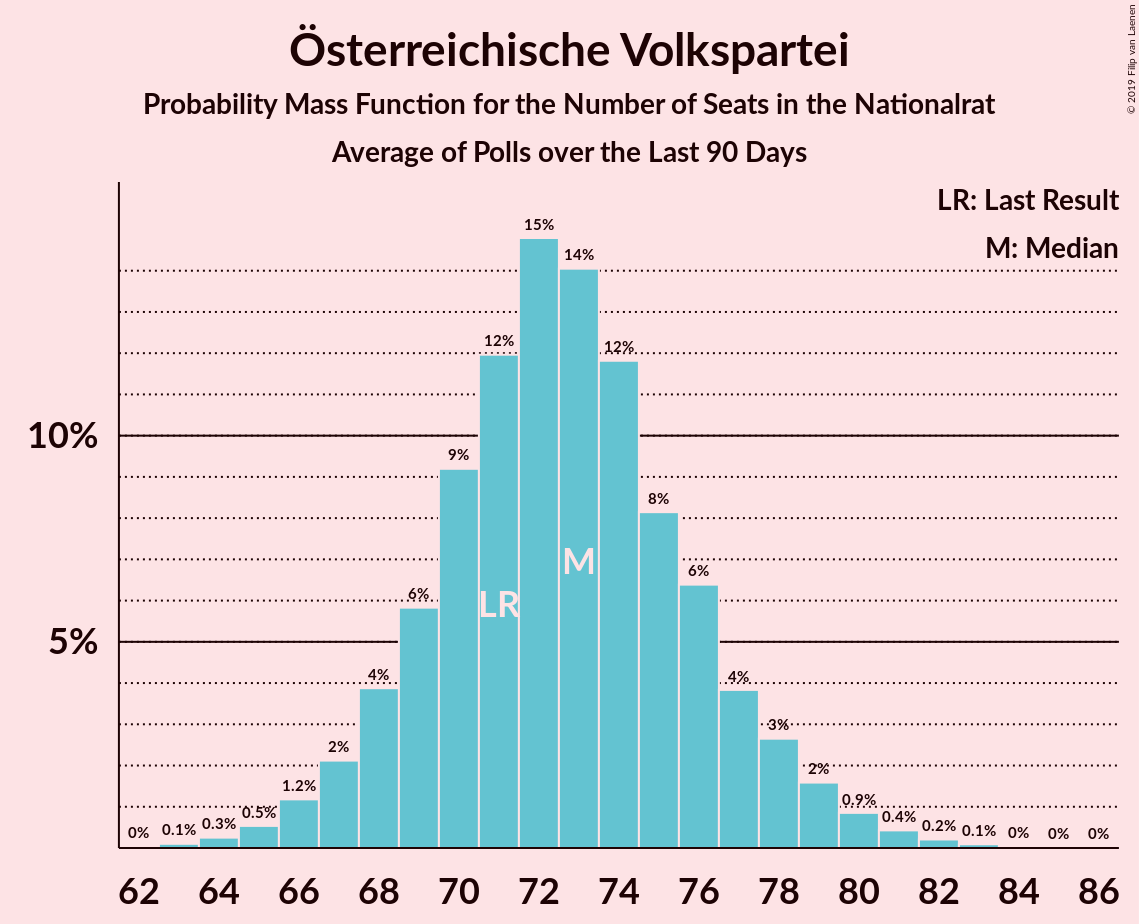 Österreichische Volkspartei
Probability Mass Function for the Number of Seats in the Nationalrat
Average of Polls over the Last 90 Days
© 2019 Filip van Laenen
LR: Last Result
M: Median
15%
14%
12%
12%
10%
9%
8%
M
6%
6%
LR
5%
4%
4%
3%
2%
2%
1.2%
0.9%
0.5%
0.4%
0% 0.1% 0.3% 0.2% 0.1% 0% 0% 0%
62 64 66 68 70 72 74 76 78 80 82 84 86